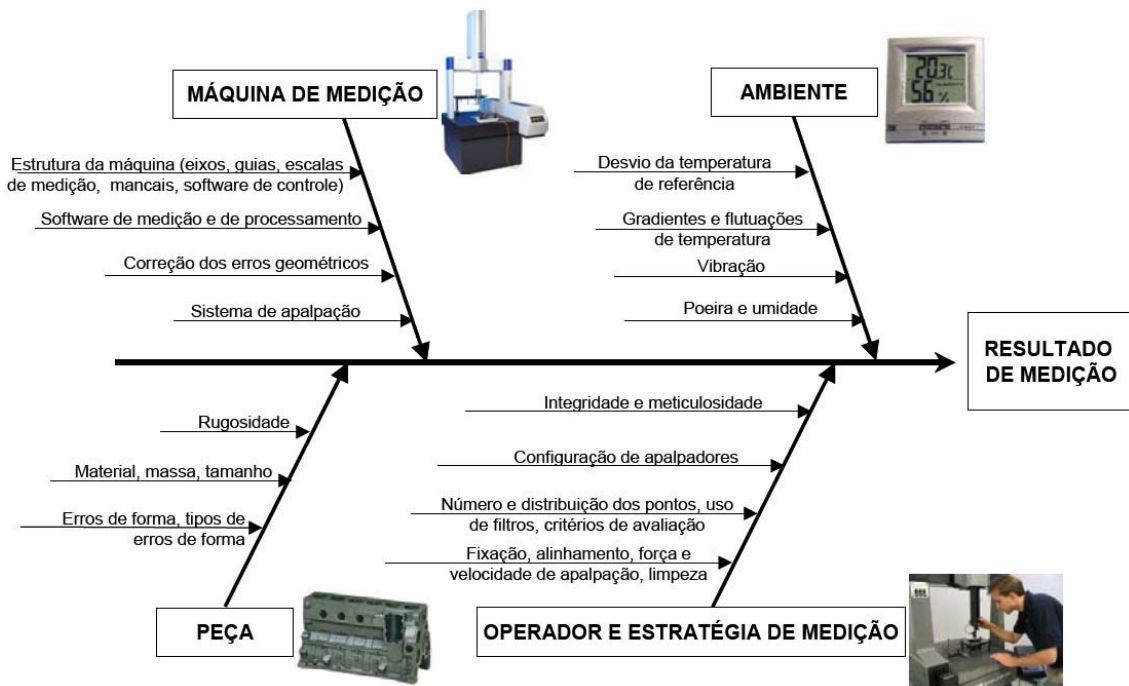 MÁQUINA DE MEDIÇÃO
Estrutura da máquina (eixos, guias, escalas
de medição, mancais, software de controle)
Software de medição e de processamento
Correção dos erros geométricos
Sistema de apalpação
AMBIENTE
20.3C
56 %
Desvio da temperatura
de referência
Gradientes e flutuações
de temperatura
Vibração
Poeira e umidade
RESULTADO
DE MEDIÇÃO
Rugosidade
Material, massa, tamanho
Erros de forma, tipos de
erros de forma
PEÇA
Integridade e meticulosidade
Configuração de apalpadores
Número e distribuição dos pontos, uso
de filtros, critérios de avaliação
Fixação, alinhamento, força e
velocidade de apalpação, limpeza
OPERADOR E ESTRATÉGIA DE MEDIÇÃO